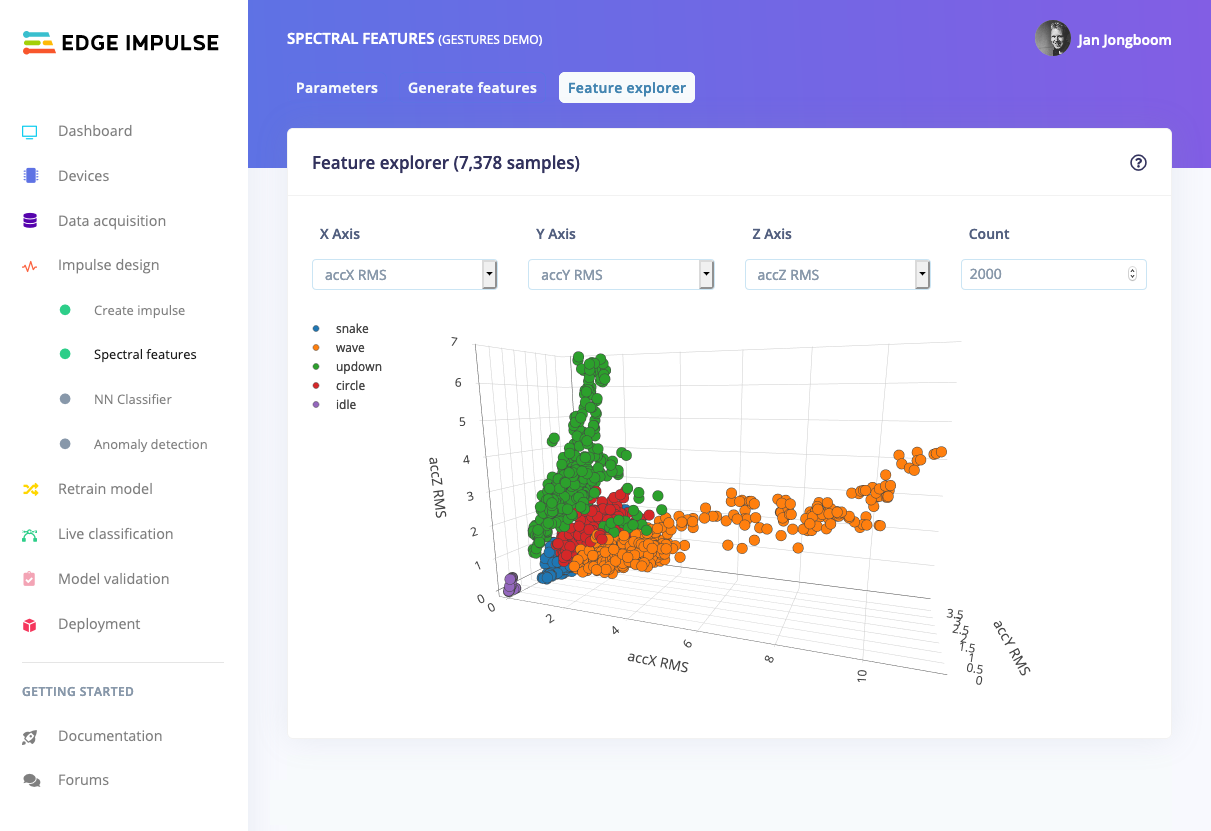 EDGE IMPULSE
Dashboard
Devices
Data acquisition
Impulse design
Create impulse
Spectral features
NN Classifier
Anomaly detection
Retrain model
Live classification
Model validation
Deployment
GETTING STARTED
Documentation
Forums
SPECTRAL FEATURES (GESTURES DEMO)
Jan Jongboom
Parameters Generate features Feature explorer
Feature explorer (7,378 samples)
?
X Axis Y Axis Z Axis Count
accX RMS accY RMS accZ RMS 2000
snake
wave
updown
circle
idle
7
6
5
4
3
2
1
0
accZ RMS
0 2 4 6 8 10
accX RMS
3.5
3
2.5
2
1.5
1
0.5
0
accY RMS